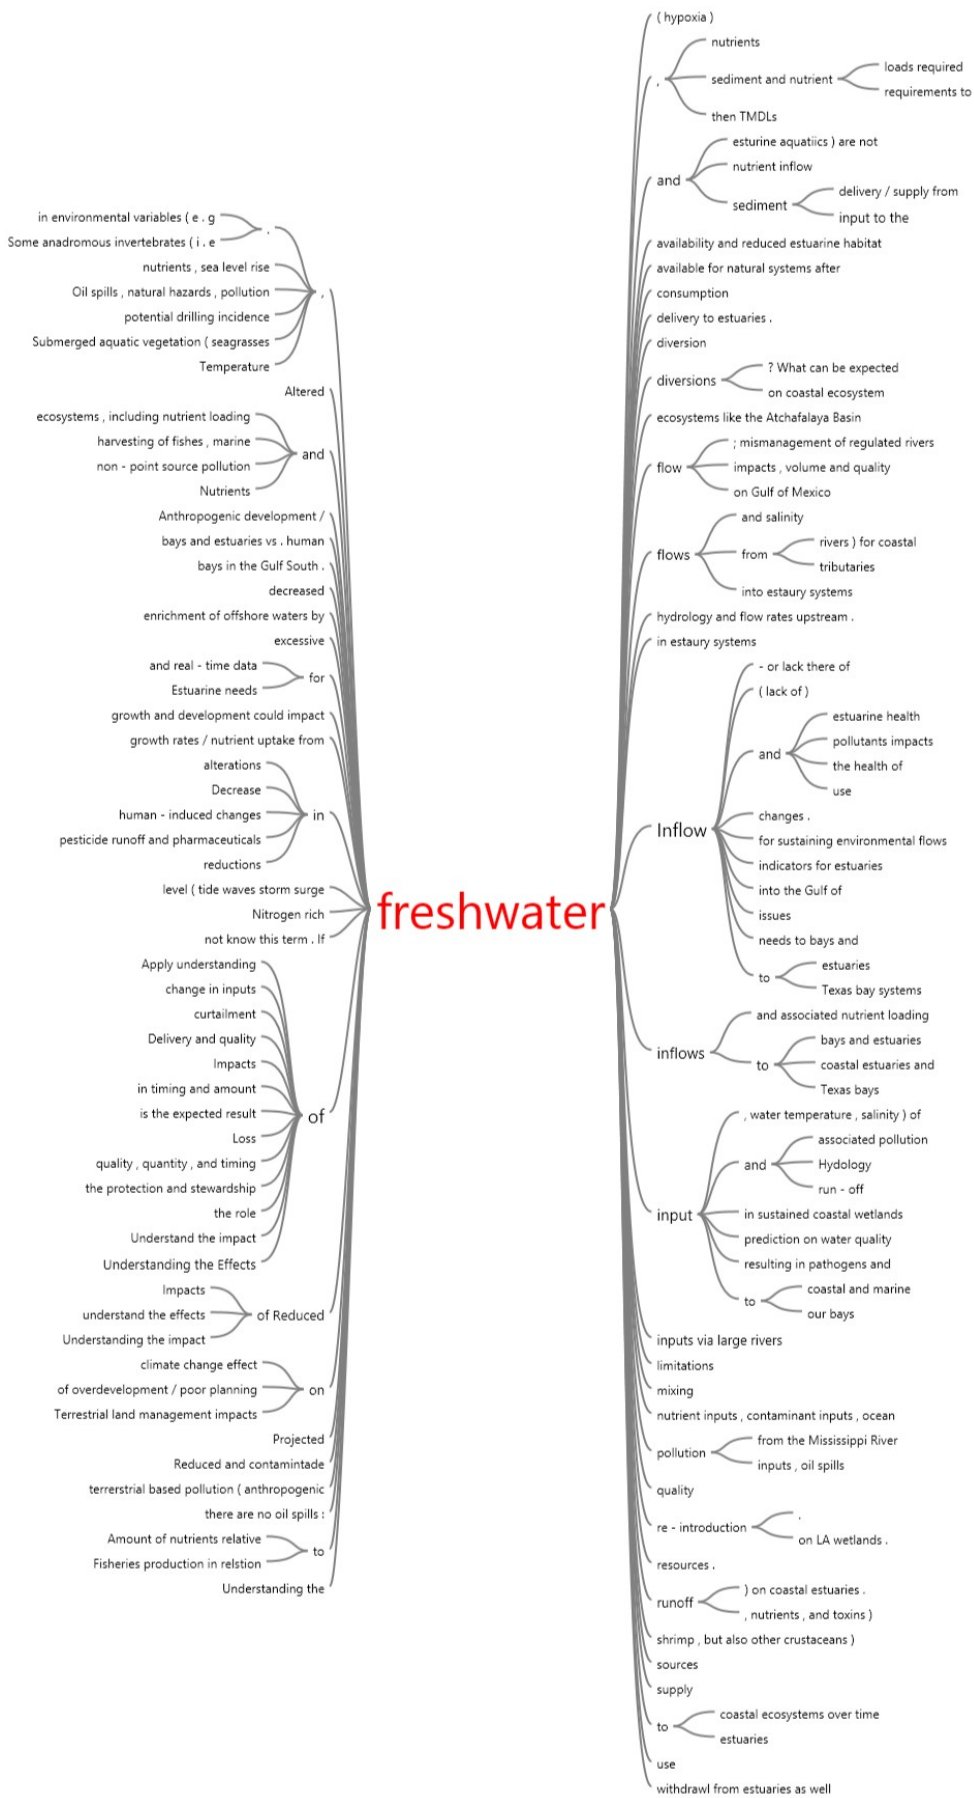 in environmental variables ( e . g
Some anadromous invertebrates ( i . e
.
nutrients , sea level rise
Oil spills , natural hazards , pollution
potential drilling incidence
Submerged aquatic vegetation ( seagrasses
Temperature
,
Altered
ecosystems , including nutrient loading
harvesting of fishes , marine
non - point source pollution
Nutrients
and
Anthropogenic development /
bays and estuaries vs . human
bays in the Gulf South .
decreased
enrichment of offshore waters by
excessive
and real - time data
Estuarine needs
for
growth and development could impact
growth rates / nutrient uptake from
alterations
Decrease
human - induced changes
pesticide runoff and pharmaceuticals
reductions
in
level ( tide waves storm surge
Nitrogen rich
not know this term . If
Apply understanding
change in inputs
curtailment
Delivery and quality
Impacts
in timing and amount
is the expected result
Loss
quality , quantity , and timing
the protection and stewardship
the role
Understand the impact
Understanding the Effects
of
Impacts
understand the effects
Understanding the impact
of Reduced
climate change effect
of overdevelopment / poor planning
Terrestrial land management impacts
on
Projected
Reduced and contamintade
terrerstrial based pollution ( anthropogenic
there are no oil spills :
Amount of nutrients relative
Fisheries production in relstion
to
Understanding the
freshwater
( hypoxia )
,
nutrients
sediment and nutrient
loads required
requirements to
then TMDLs
and
esturine aquatiics ) are not
nutrient inflow
sediment
delivery / supply from
input to the
availability and reduced estuarine habitat
available for natural systems after
consumption
delivery to estuaries .
diversion
diversions
? What can be expected
on coastal ecosystem
ecosystems like the Atchafalaya Basin
flow
; mismanagement of regulated rivers
impacts , volume and quality
on Gulf of Mexico
flows
and salinity
from
rivers ) for coastal
tributaries
into estaury systems
hydrology and flow rates upstream .
in estaury systems
Inflow
- or lack there of
( lack of )
and
estuarine health
pollutants impacts
the health of
use
changes .
for sustaining environmental flows
indicators for estuaries
into the Gulf of
issues
needs to bays and
to
estuaries
Texas bay systems
inflows
and associated nutrient loading
to
bays and estuaries
coastal estuaries and
Texas bays
input
, water temperature , salinity ) of
and
associated pollution
Hydology
run - off
in sustained coastal wetlands
prediction on water quality
resulting in pathogens and
to
coastal and marine
our bays
inputs via large rivers
limitations
mixing
nutrient inputs , contaminant inputs , ocean
pollution
from the Mississippi River
inputs , oil spills
quality
re - introduction
.
on LA wetlands .
resources .
runoff
) on coastal estuaries .
, nutrients , and toxins )
shrimp , but also other crustaceans )
sources
supply
to
coastal ecosystems over time
estuaries
use
withdrawl from estuaries as well